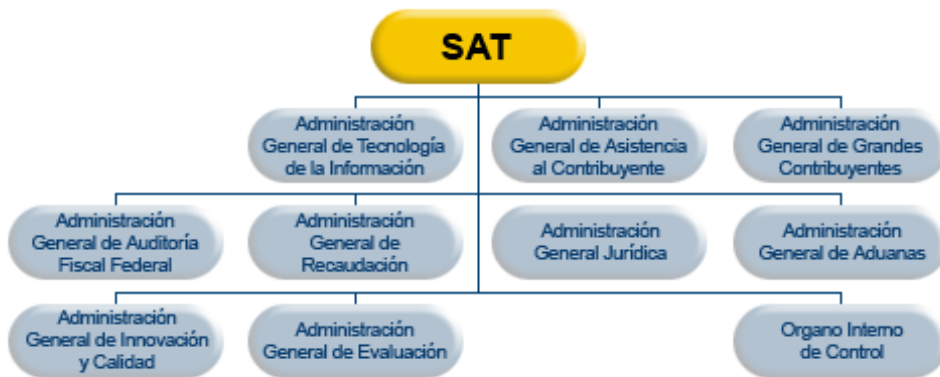 SAT
Administración
General de Tecnología
de la Información
Administración
General de Asistencia
al Contribuyente
Administración
General de Grandes
Contribuyentes
Administración
General de Auditoría
Fiscal Federal
Administración
General de
Recaudación
Administración
General Jurídica
Administración
General de Aduanas
Administración
General de Innovación
y Calidad
Administración
General de Evaluación
Organo Interno
de Control